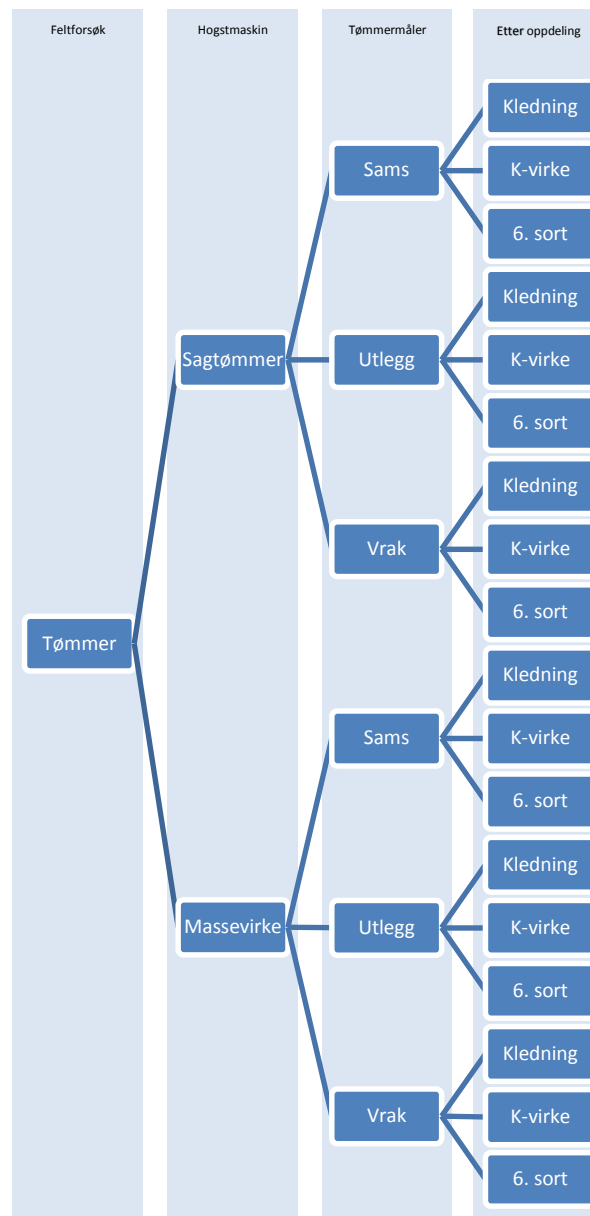 Feltforsøk
Hogstmaskin
Tømmermåler
Etter oppdeling
Kledning
Sams
K-virke
6. sort
Kledning
Sagtømmer
Utlegg
K-virke
6. sort
Kledning
Vrak
K-virke
6. sort
Tømmer
Kledning
Sams
K-virke
6. sort
Kledning
Massevirke
Utlegg
K-virke
6. sort
Kledning
Vrak
K-virke
6. sort